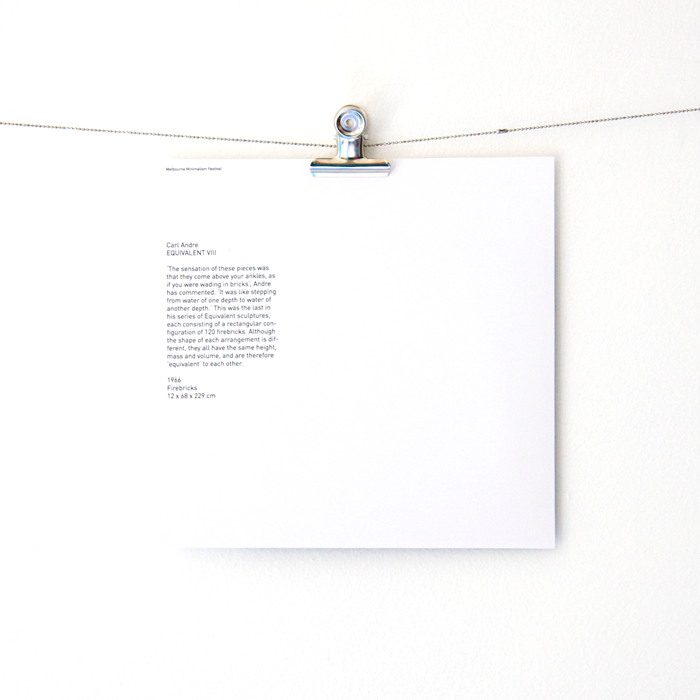 Melbourne Minimalism Festival
Carl Andre
EQUIVALENT VIII
'The sensation of these pieces was
that they come above your ankles, as
if you were wading in bricks', Andre
has commented. 'It was like stepping
from water of one depth to water of
another depth.' This was the last in
his series of Equivalent sculptures,
each consisting of a rectangular con-
figuration of 120 firebricks. Although
the shape of each arrangement is dif-
ferent, they all have the same height,
mass and volume, and are therefore
'equivalent' to each other.
1966
Firebricks
12 x 68 x 229 cm